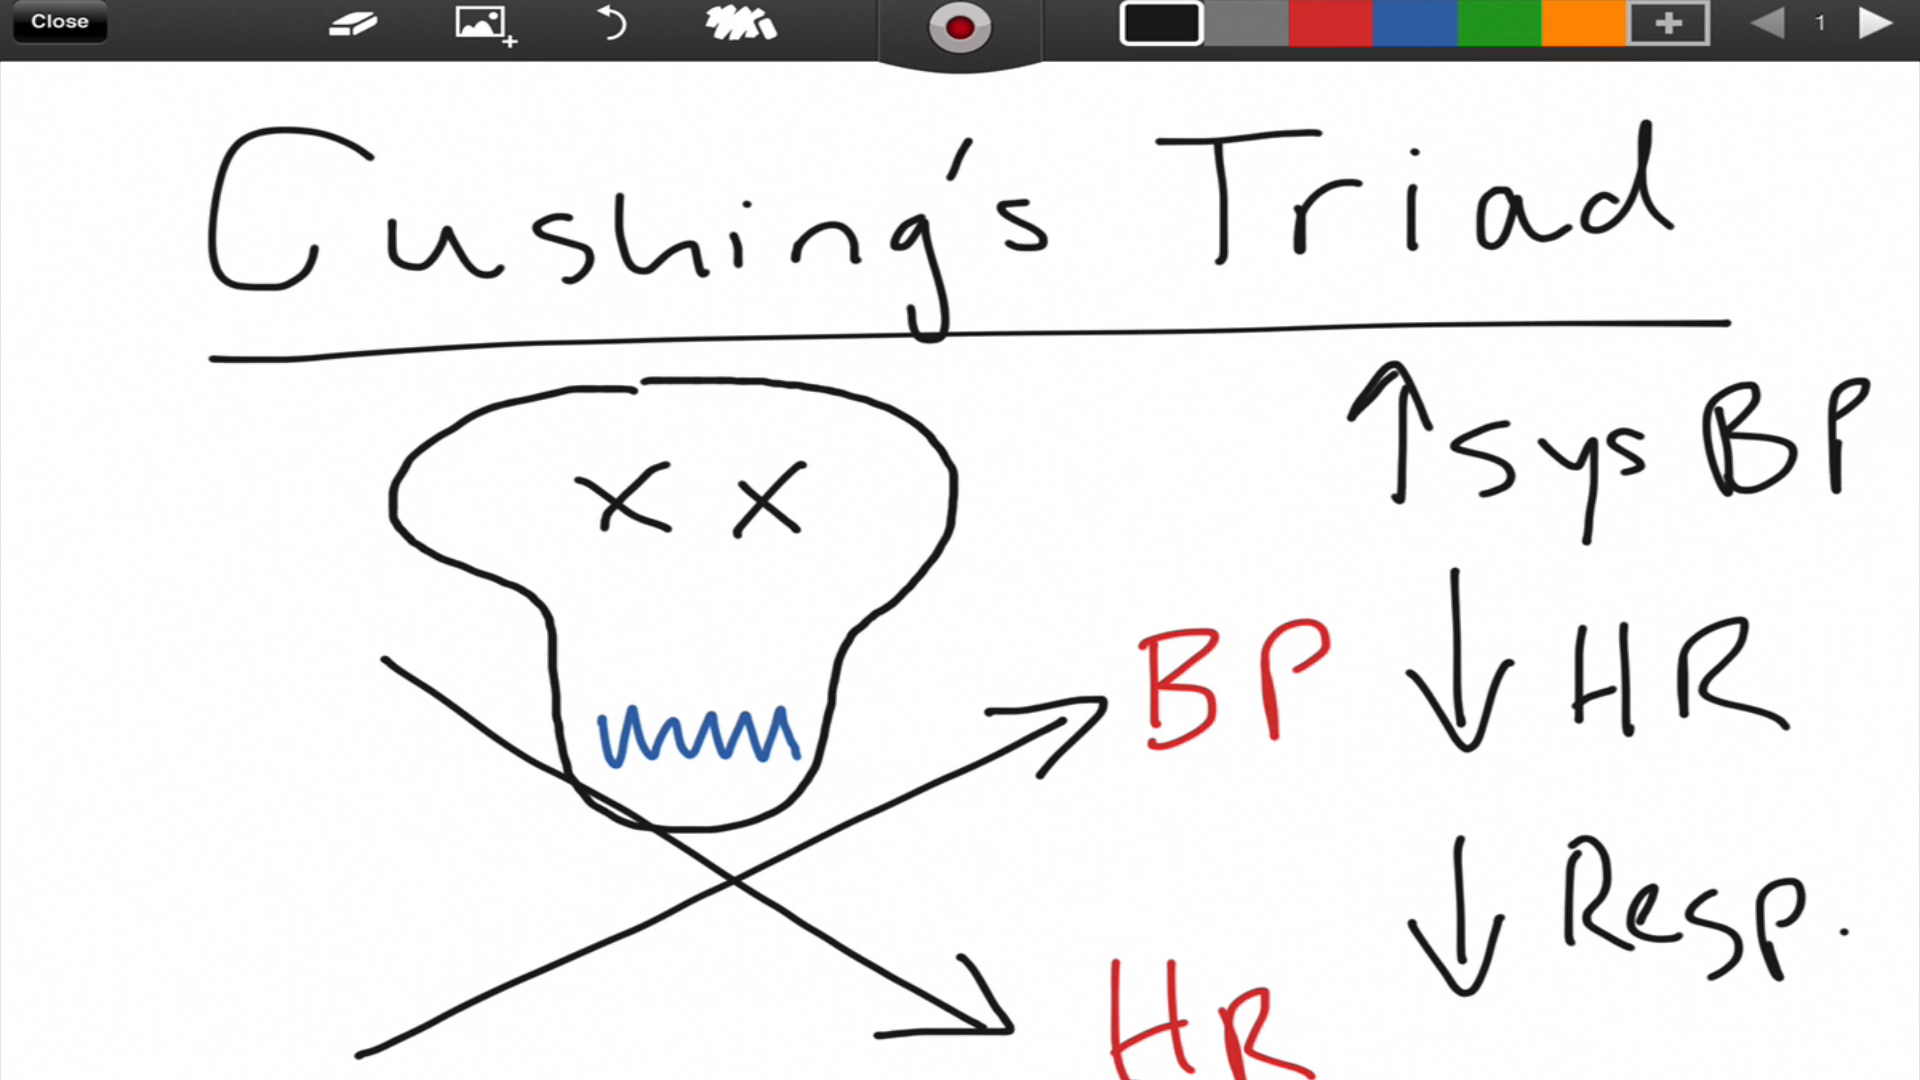 Close
1
Cushing's Triad
↑ sys BP
BP
↓ HR
↓ Resp.
HR